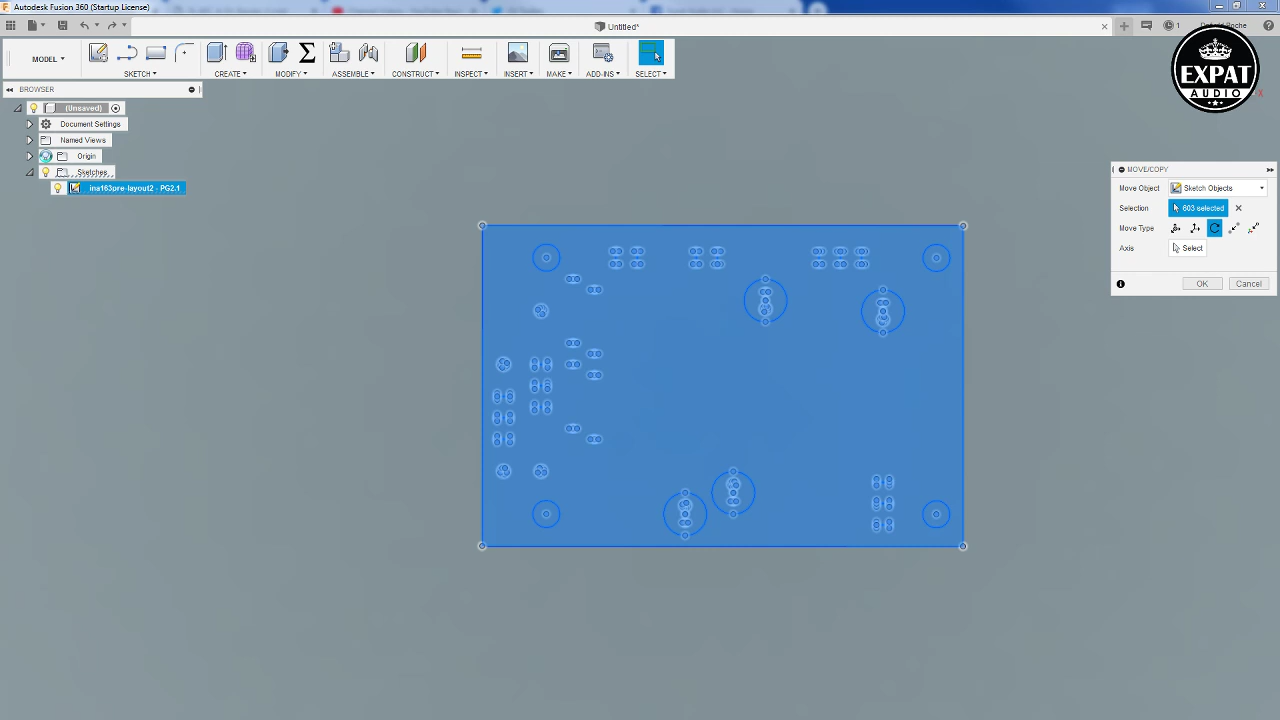 Autodesk Fusion 360 (Startup License)
Untitled*
1
MODEL
SKETCH
CREATE
MODIFY
ASSEMBLE
CONSTRUCT
INSPECT
INSERT
MAKE
ADD-INS
SELECT
EXPAT
AUDIO
BROWSER
(Unsaved)
Document Settings
Named Views
Origin
Sketches
ina163pre-layout2 - PG2.1
MOVE/COPY
Move Object Sketch Objects
Selection 603 selected
Move Type
Axis Select
OK Cancel